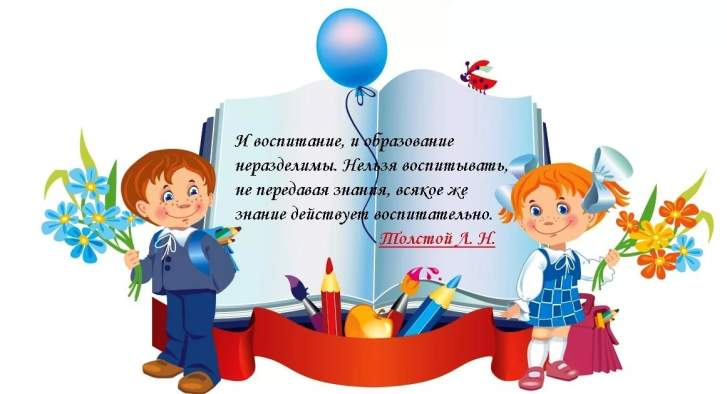 И воспитание, и образование
неразделимы. Нельзя воспитывать,
не передавая знания, всякое же
знание действует воспитательно.
Толстой Л. Н.